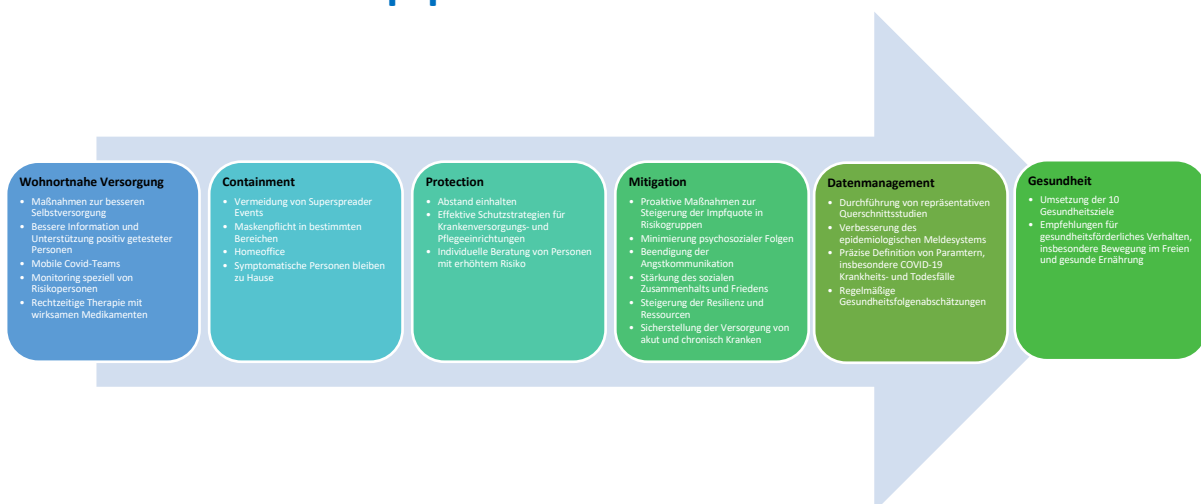 Wohnortnahe Versorgung
• Maßnahmen zur besseren
Selbstversorgung
• Bessere Information und
Unterstützung positiv getesteter
Personen
• Mobile Covid-Teams
• Monitoring speziell von
Risikopersonen
• Rechtzeitige Therapie mit
wirksamen Medikamenten
Containment
• Vermeidung von Superspreader
Events
• Maskenpflicht in bestimmten
Bereichen
• Homeoffice
• Symptomatische Personen bleiben
zu Hause
Protection
• Abstand einhalten
• Effektive Schutzstrategien für
Krankenversorgungs- und
Pflegeeinrichtungen
• Individuelle Beratung von Personen
mit erhöhtem Risiko
Mitigation
• Proaktive Maßnahmen zur
Steigerung der Impfquote in
Risikogruppen
• Minimierung psychosozialer Folgen
• Beendigung der
Angstkommunikation
• Stärkung des sozialen
Zusammenhalts und Friedens
• Steigerung der Resilienz und
Ressourcen
• Sicherstellung der Versorgung von
akut und chronisch Kranken
Datenmanagement
• Durchführung von repräsentativen
Querschnittsstudien
• Verbesserung des
epidemiologischen Meldesystems
• Präzise Definition von Paramtern,
insbesondere COVID-19
Krankheits- und Todesfälle
• Regelmäßige
Gesundheitsfolgenabschätzungen
Gesundheit
• Umsetzung der 10
Gesundheitsziele
• Empfehlungen für
gesundheitsförderliches Verhalten,
insbesondere Bewegung im Freien
und gesunde Ernährung